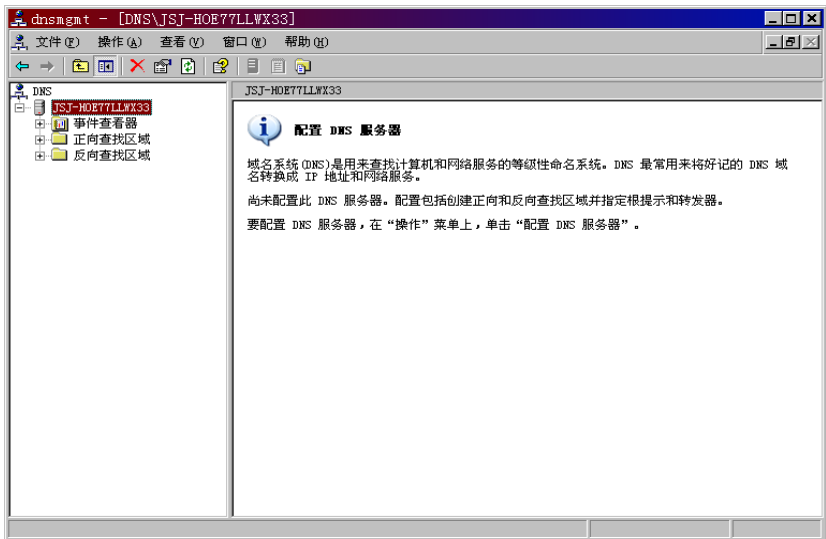 dnsmgmt - [DNS\JSJ-HOE77LLWX33]
文件(F) 操作(A) 查看(V) 窗口(W) 帮助(H)
DNS
JSJ-HOE77LLWX33
事件查看器
正向查找区域
反向查找区域
JSJ-HOE77LLWX33
配置 DNS 服务器
域名系统(DNS)是用来查找计算机和网络服务的等级性命名系统。DNS 最常用来将好记的 DNS 域
名转换成 IP 地址和网络服务。
尚未配置此 DNS 服务器。配置包括创建正向和反向查找区域并指定根提示和转发器。
要配置 DNS 服务器，在“操作”菜单上，单击“配置 DNS 服务器”。